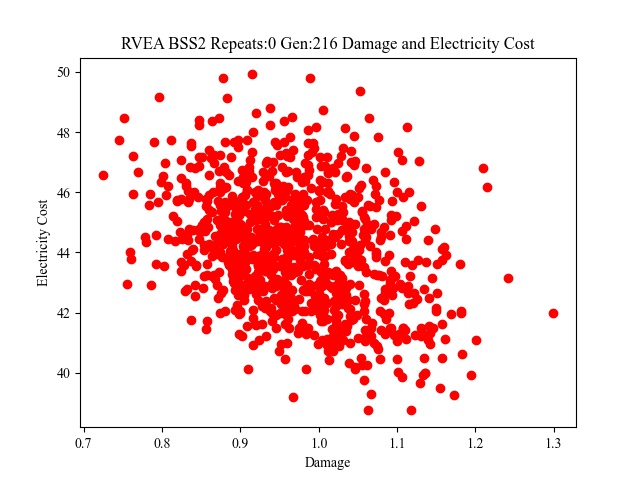 RVEA BSS2 Repeats:0 Gen:216 Damage and Electricity Cost
50
48
46
44
42
40
Electricity Cost
0.7 0.8 0.9 1.0 1.1 1.2 1.3
Damage